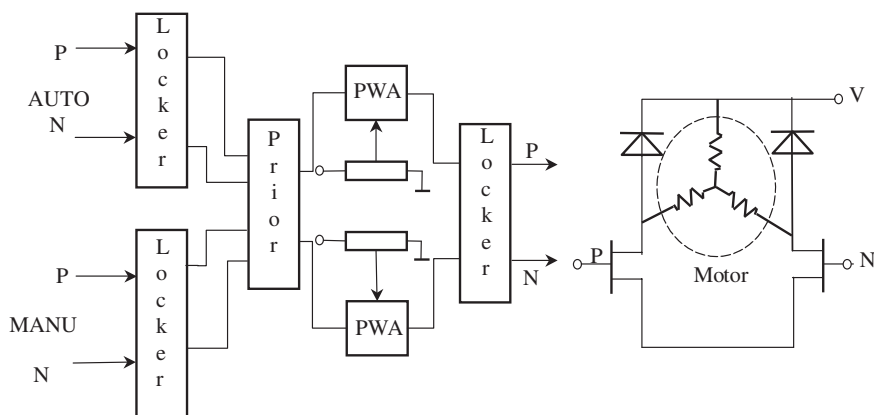 P
AUTO
N
Locker
P
MANU
N
Locker
Prior
PWA
PWA
Locker
P
N
V
P
Motor
N